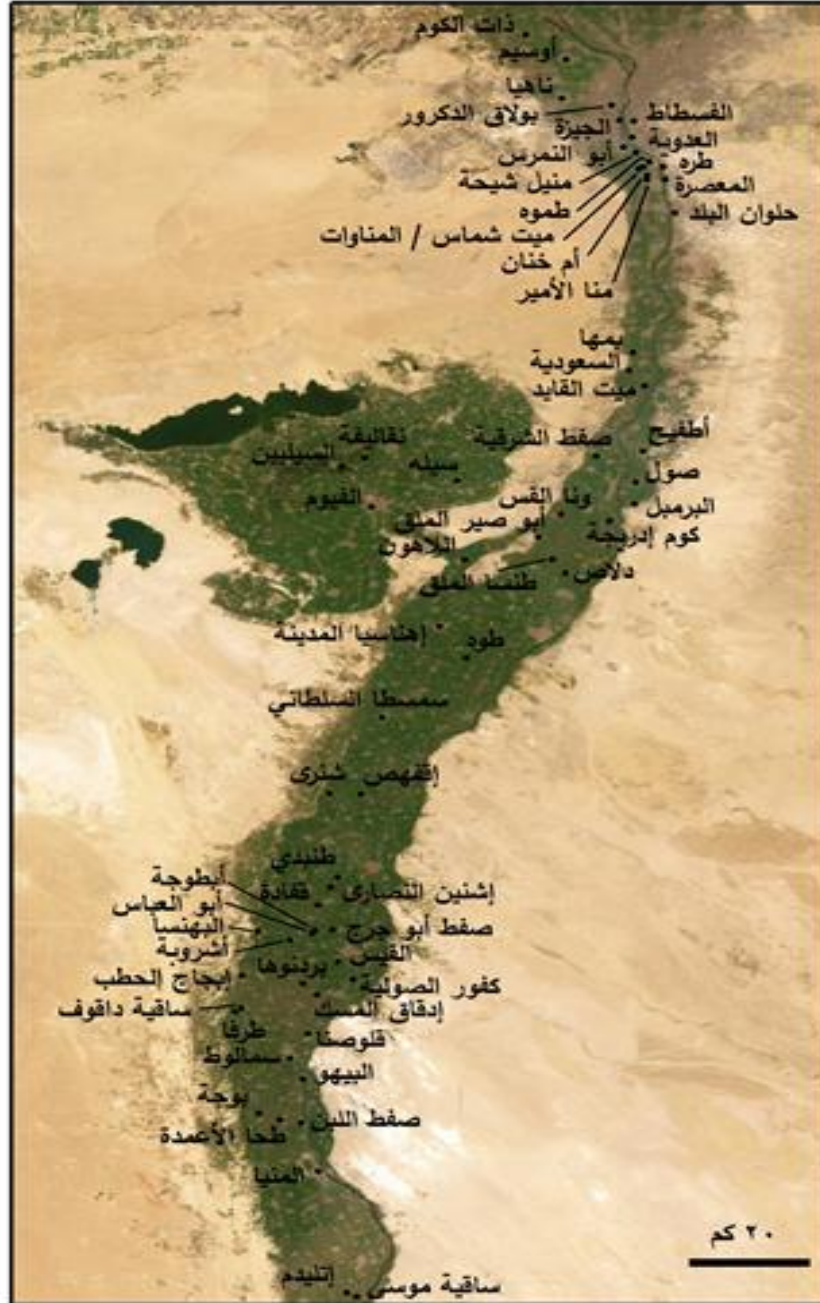 ذات الكوم
أوسيم
ناهيا
بولاق الدكرور
الفسطاط
الجيزة
العدوية
أبو النمرس
طره
منيل شيحة
المعصرة
طموه
حلوان البلد
ميت شماس / المناوات
أم خنان
منا الأمير
بمها
السعودية
ميت القايد
أطفيح
صفط الشرقية
نقاليفة
السيليين
سيله
صول
ونا القس
البرمبل
الفيوم
أبو صير الملق
كوم إدريجة
اللاهون
دلاص
طنسا الملق
إهناسيا المدينة
طوه
سمسطا السلطاني
إقفهص
شنرى
طنبدي
أبطوجة
إشنين النصارى
قفادة
أبو العباس
صفط أبو جرج
البهنسا
أشروبة
القيس
بردنوها
إبجاج الحطب
كفور الصولية
ساقية داقوف
إدقاق المسك
طرفا
قلوصنا
سمالوط
البيهو
بوجة
صفط اللبن
طحا الأعمدة
المنيا
٢٠ كم
إتليدم
ساقية موسى